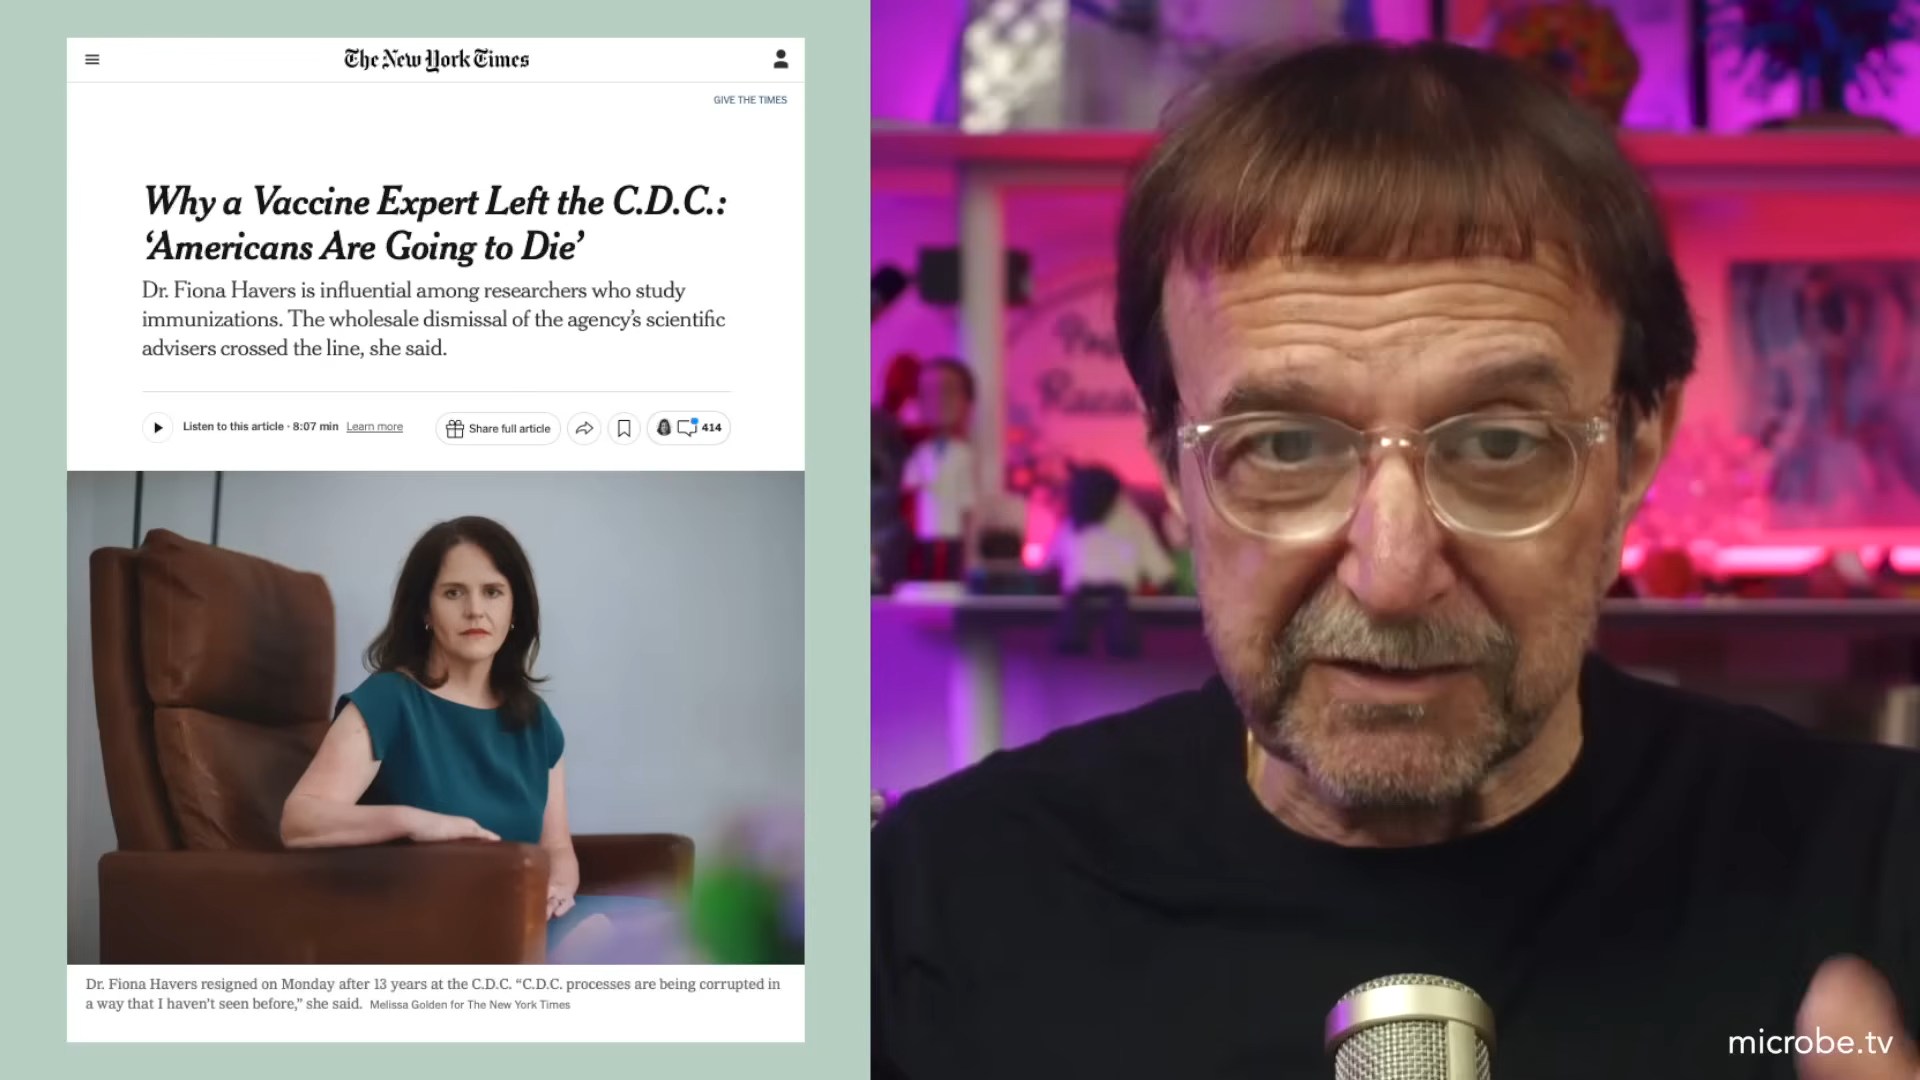 The New York Times
GIVE THE TIMES
Why a Vaccine Expert Left the C.D.C.:
‘Americans Are Going to Die’
Dr. Fiona Havers is influential among researchers who study
immunizations. The wholesale dismissal of the agency’s scientific
advisers crossed the line, she said.
Listen to this article · 8:07 min Learn more
Share full article
414
Dr. Fiona Havers resigned on Monday after 13 years at the C.D.C. “C.D.C. processes are being corrupted in
a way that I haven’t seen before,” she said. Melissa Golden for The New York Times
microbe.tv